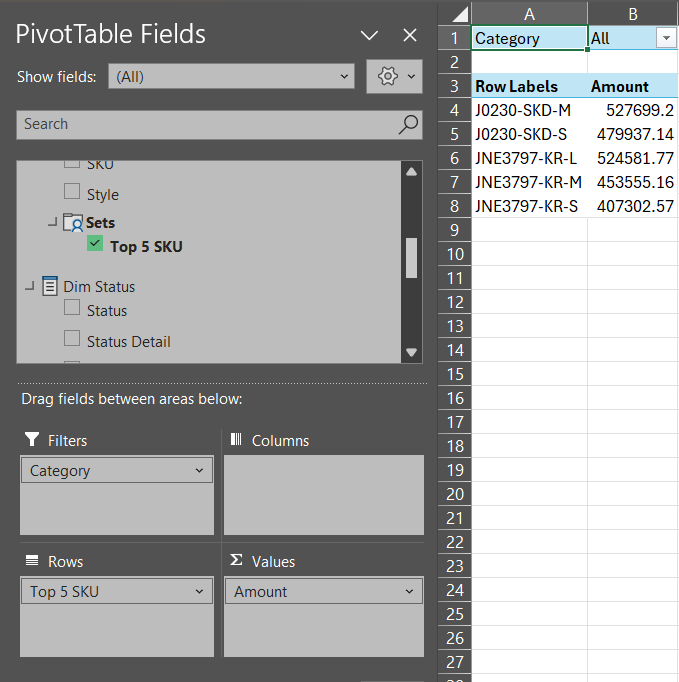 PivotTable Fields
Show fields: (All)
Search
SKU
Style
Sets
Top 5 SKU
Dim Status
Status
Status Detail
Drag fields between areas below:
Filters
Columns
Category
Rows
Values
Top 5 SKU
Amount
A B
1 Category All
2
3 Row Labels Amount
4 J0230-SKD-M 527699.2
5 J0230-SKD-S 479937.14
6 JNE3797-KR-L 524581.77
7 JNE3797-KR-M 453555.16
8 JNE3797-KR-S 407302.57
9
10
11
12
13
14
15
16
17
18
19
20
21
22
23
24
25
26
27